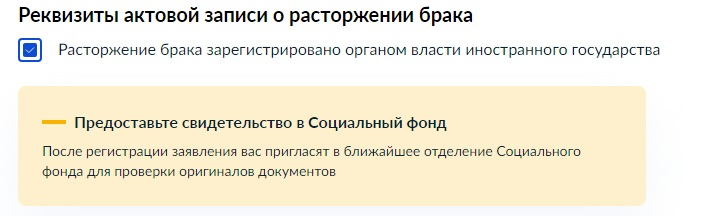 Реквизиты актовой записи о расторжении брака
Расторжение брака зарегистрировано органом власти иностранного государства
Предоставьте свидетельство в Социальный фонд
После регистрации заявления вас пригласят в ближайшее отделение Социального
фонда для проверки оригиналов документов